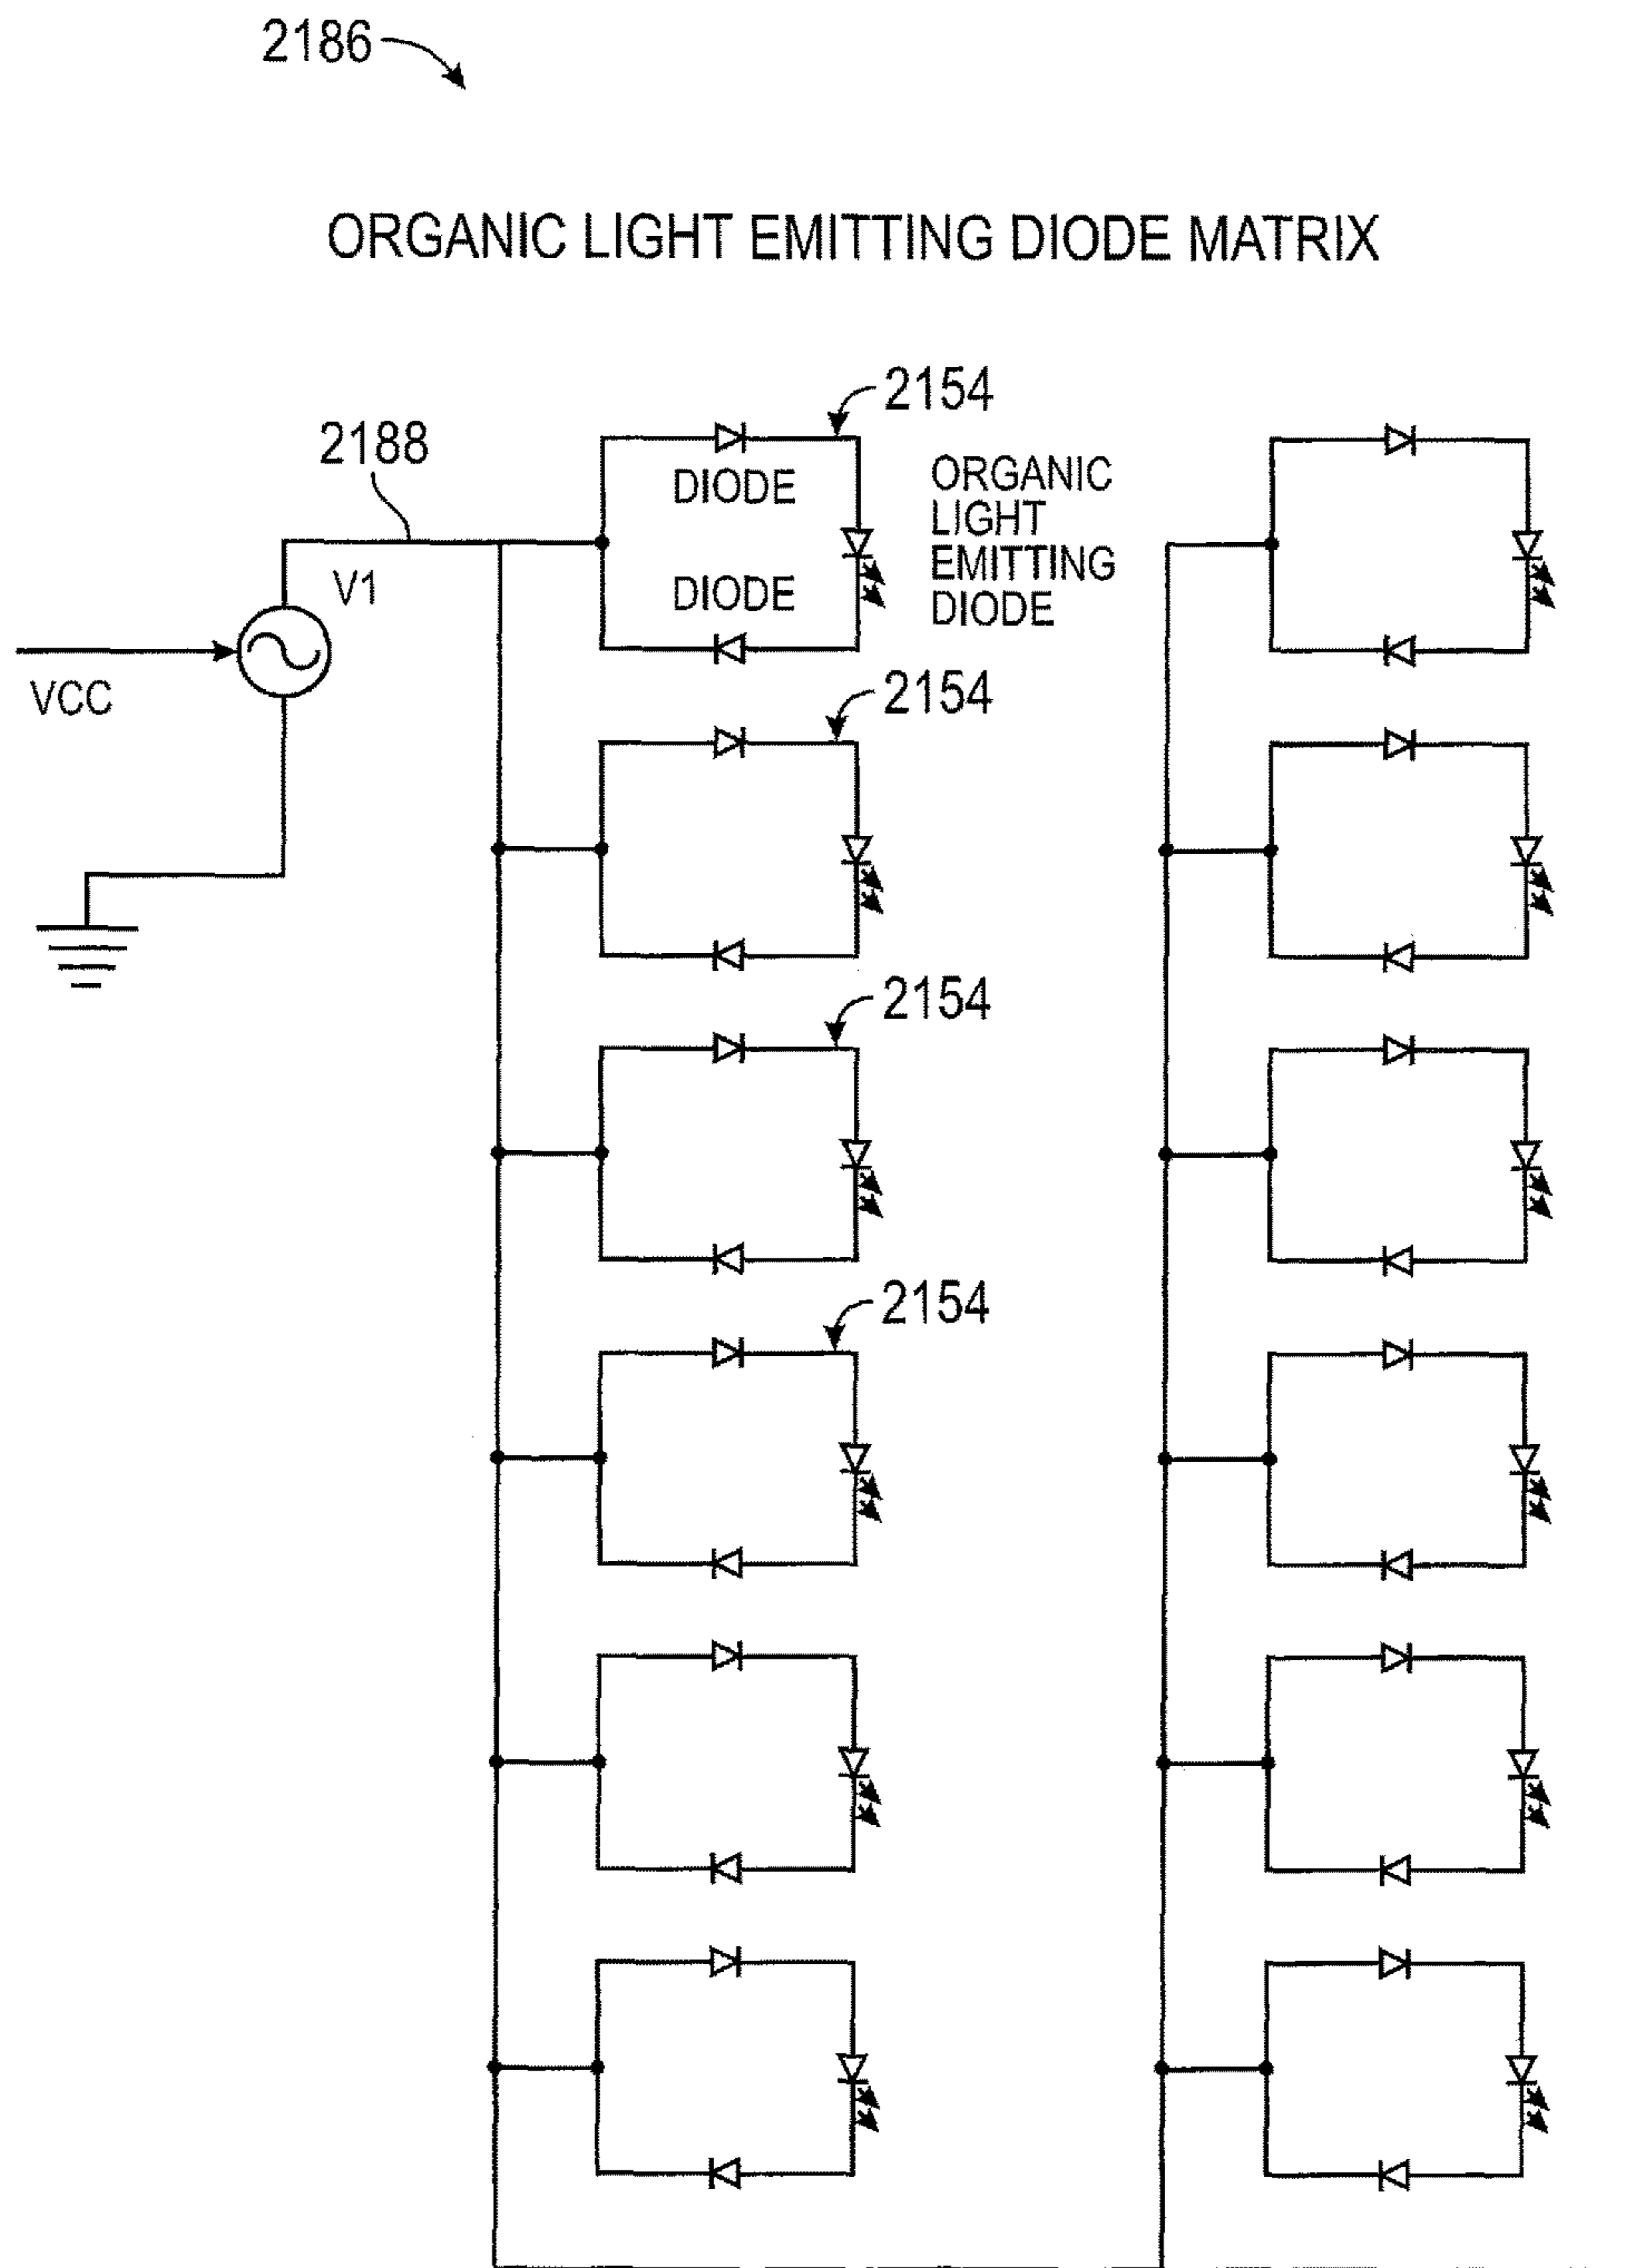 2186
ORGANIC LIGHT EMITTING DIODE MATRIX
2154
2188
DIODE
ORGANIC
LIGHT
EMITTING
DIODE
V1
DIODE
VCC
2154
2154
2154